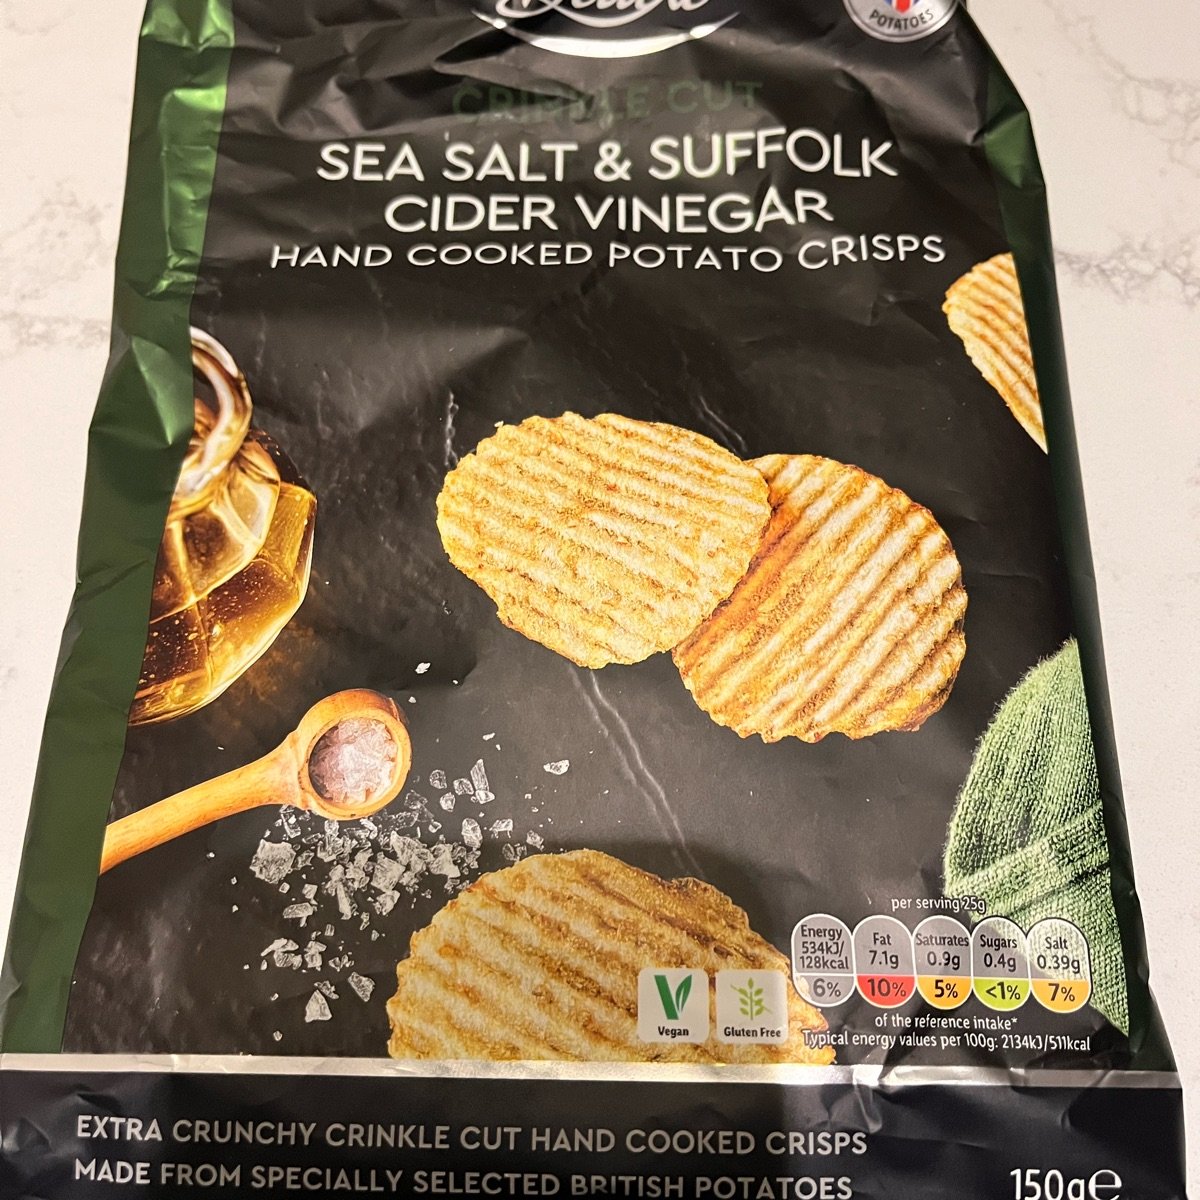 POTATOES
CRINKLE CUT
SEA SALT & SUFFOLK
CIDER VINEGAR
HAND COOKED POTATO CRISPS
per serving 25g
Energy
534kJ/
128kcal
6%
Fat
7.1g
10%
Saturates
0.9g
5%
Sugars
0.4g
<1%
Salt
0.39g
7%
of the reference intake*
Typical energy values per 100g: 2134kJ/511kcal
Vegan
Gluten Free
EXTRA CRUNCHY CRINKLE CUT HAND COOKED CRISPS
MADE FROM SPECIALLY SELECTED BRITISH POTATOES
150g℮